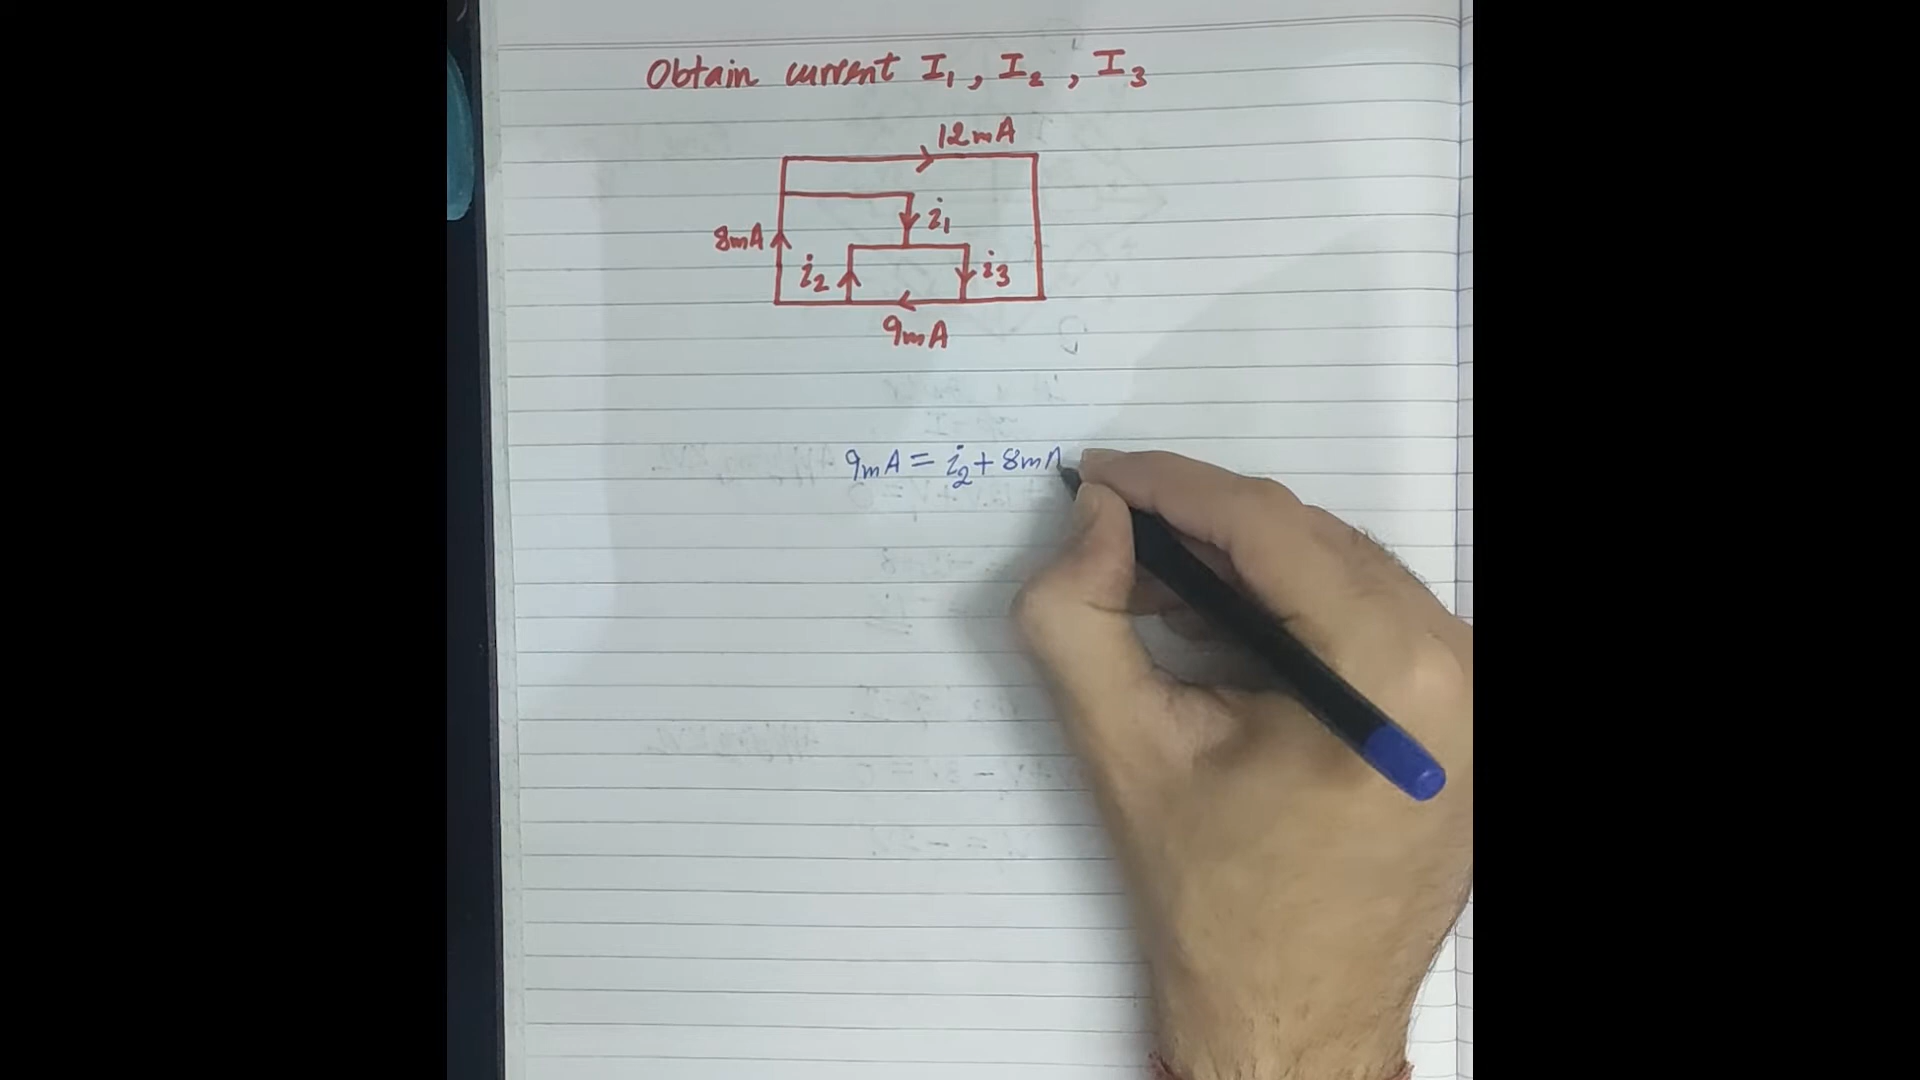 Obtain current I₁, I₂, I₃
12mA
i₁
8mA
i₂ i₃
9mA
9mA = i₂ + 8mA